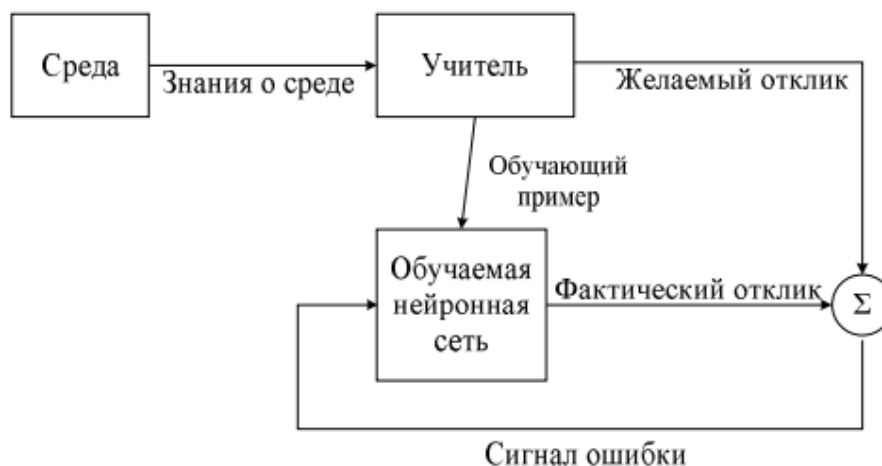 Среда
Знания о среде
Учитель
Желаемый отклик
Обучающий
пример
Обучаемая
нейронная
сеть
Фактический отклик
Σ
Сигнал ошибки